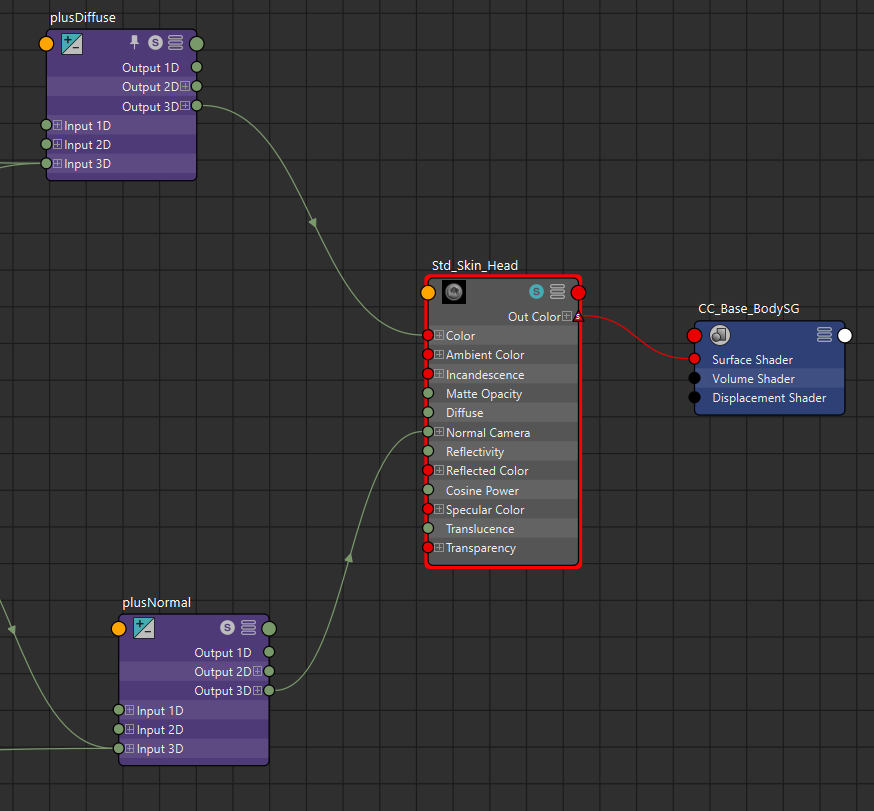 plusDiffuse
S
Output 1D
Output 2D
Output 3D
Input 1D
Input 2D
Input 3D
Std_Skin_Head
S
Out Color
s
Color
Ambient Color
Incandescence
Matte Opacity
Diffuse
Normal Camera
Reflectivity
Reflected Color
Cosine Power
Specular Color
Translucence
Transparency
CC_Base_BodySG
Surface Shader
Volume Shader
Displacement Shader
plusNormal
S
Output 1D
Output 2D
Output 3D
Input 1D
Input 2D
Input 3D